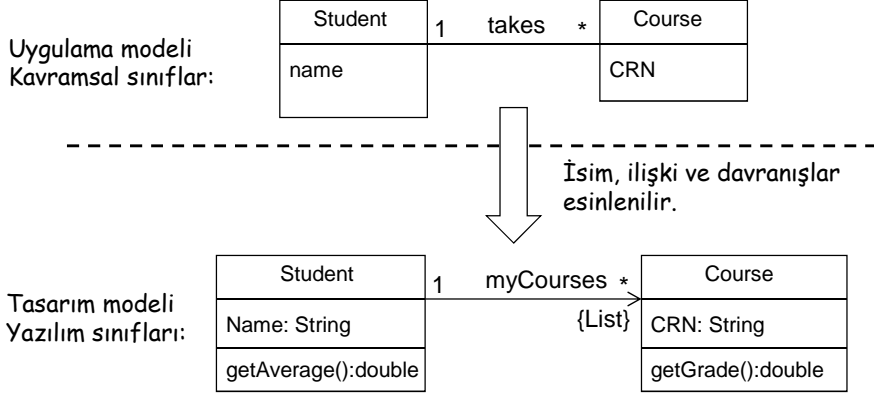 Student
1 takes *
Course
Uygulama modeli
Kavramsal sınıflar:
name
CRN
İsim, ilişki ve davranışlar
esinlenilir.
Student
1 myCourses *
Course
Tasarım modeli
Yazılım sınıfları:
Name: String
{List}
CRN: String
getAverage():double
getGrade():double